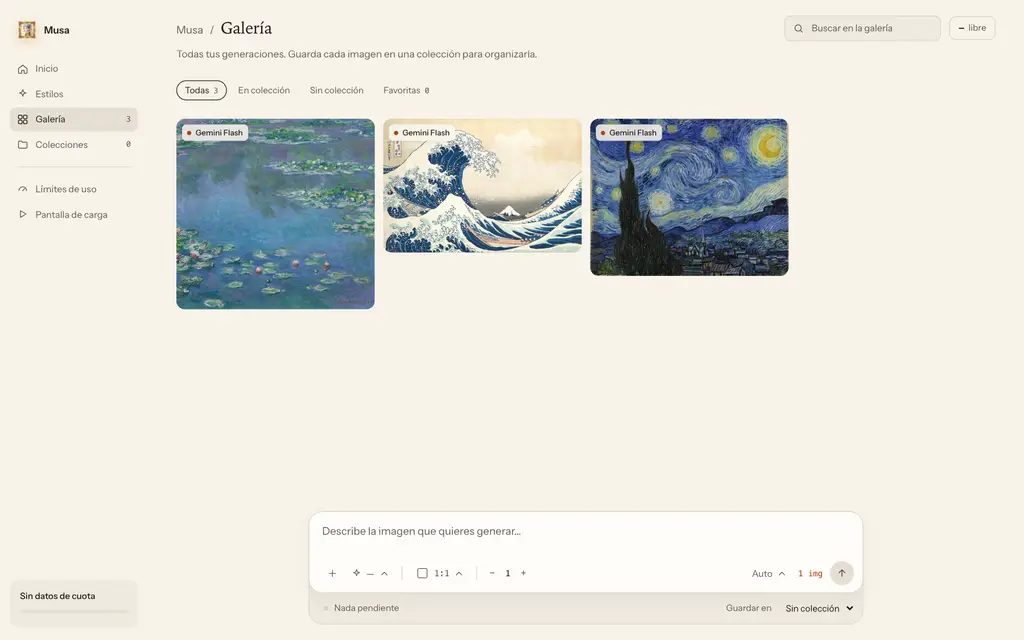 Musa
Inicio
Estilos
Galería 3
Colecciones 0
Límites de uso
Pantalla de carga
Sin datos de cuota
Musa / Galería
Buscar en la galería
– libre
Todas tus generaciones. Guarda cada imagen en una colección para organizarla.
Todas 3 En colección Sin colección Favoritas 0
Gemini Flash
Gemini Flash
Gemini Flash
Describe la imagen que quieres generar...
+ — 1:1 − 1 + Auto 1 img
Nada pendiente Guardar en Sin colección